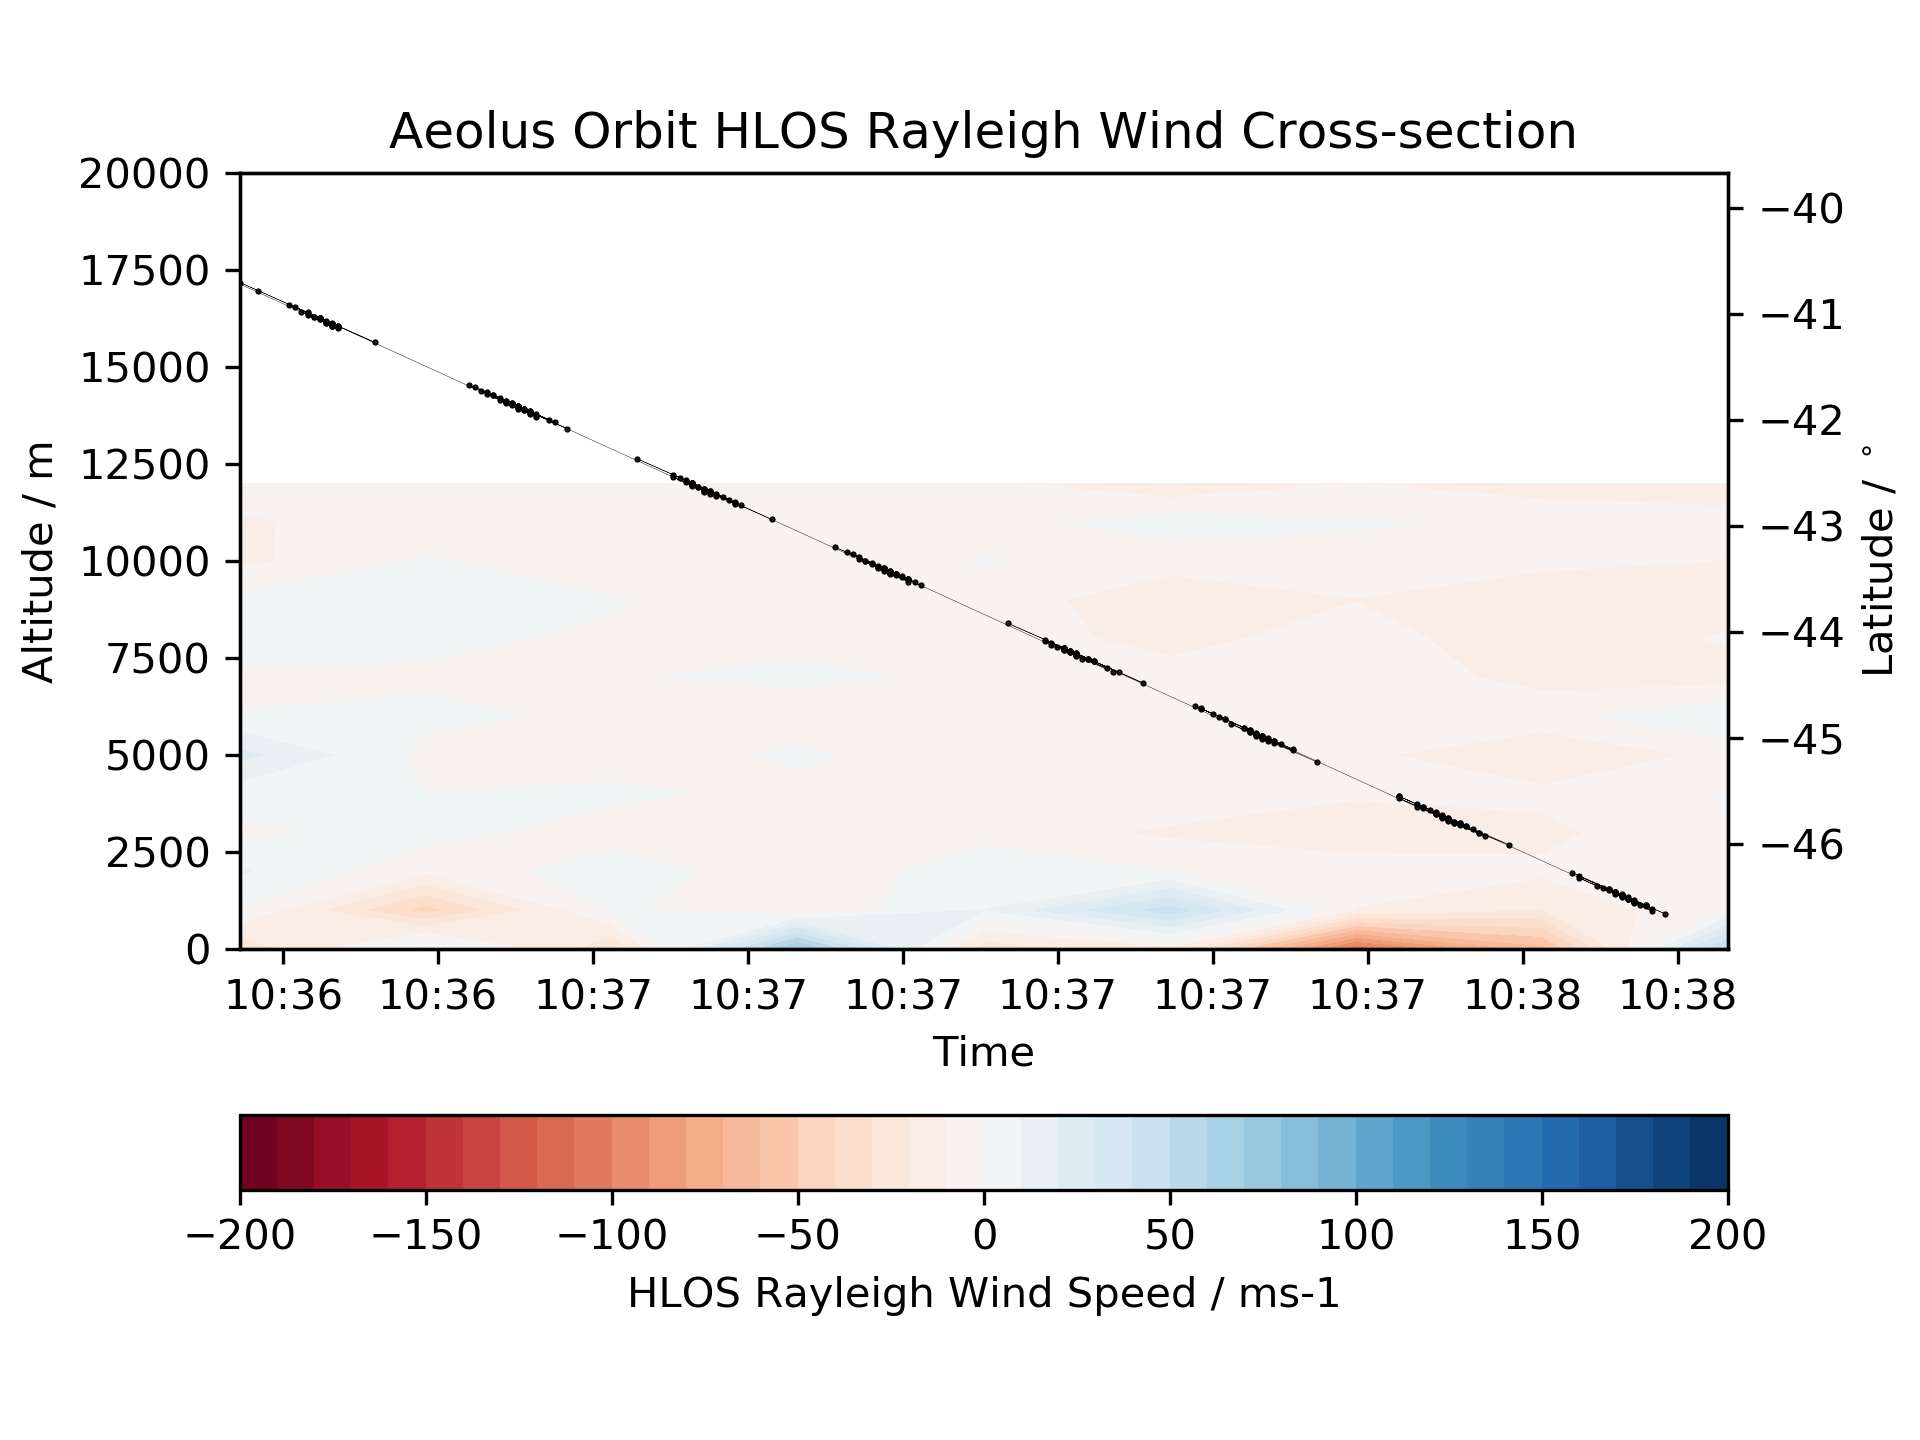 Aeolus Orbit HLOS Rayleigh Wind Cross-section
20000
17500
15000
12500
10000
7500
5000
2500
0
Altitude / m
−40
−41
−42
−43
−44
−45
−46
Latitude / °
10:36 10:36 10:37 10:37 10:37 10:37 10:37 10:37 10:38 10:38
Time
−200 −150 −100 −50 0 50 100 150 200
HLOS Rayleigh Wind Speed / ms-1